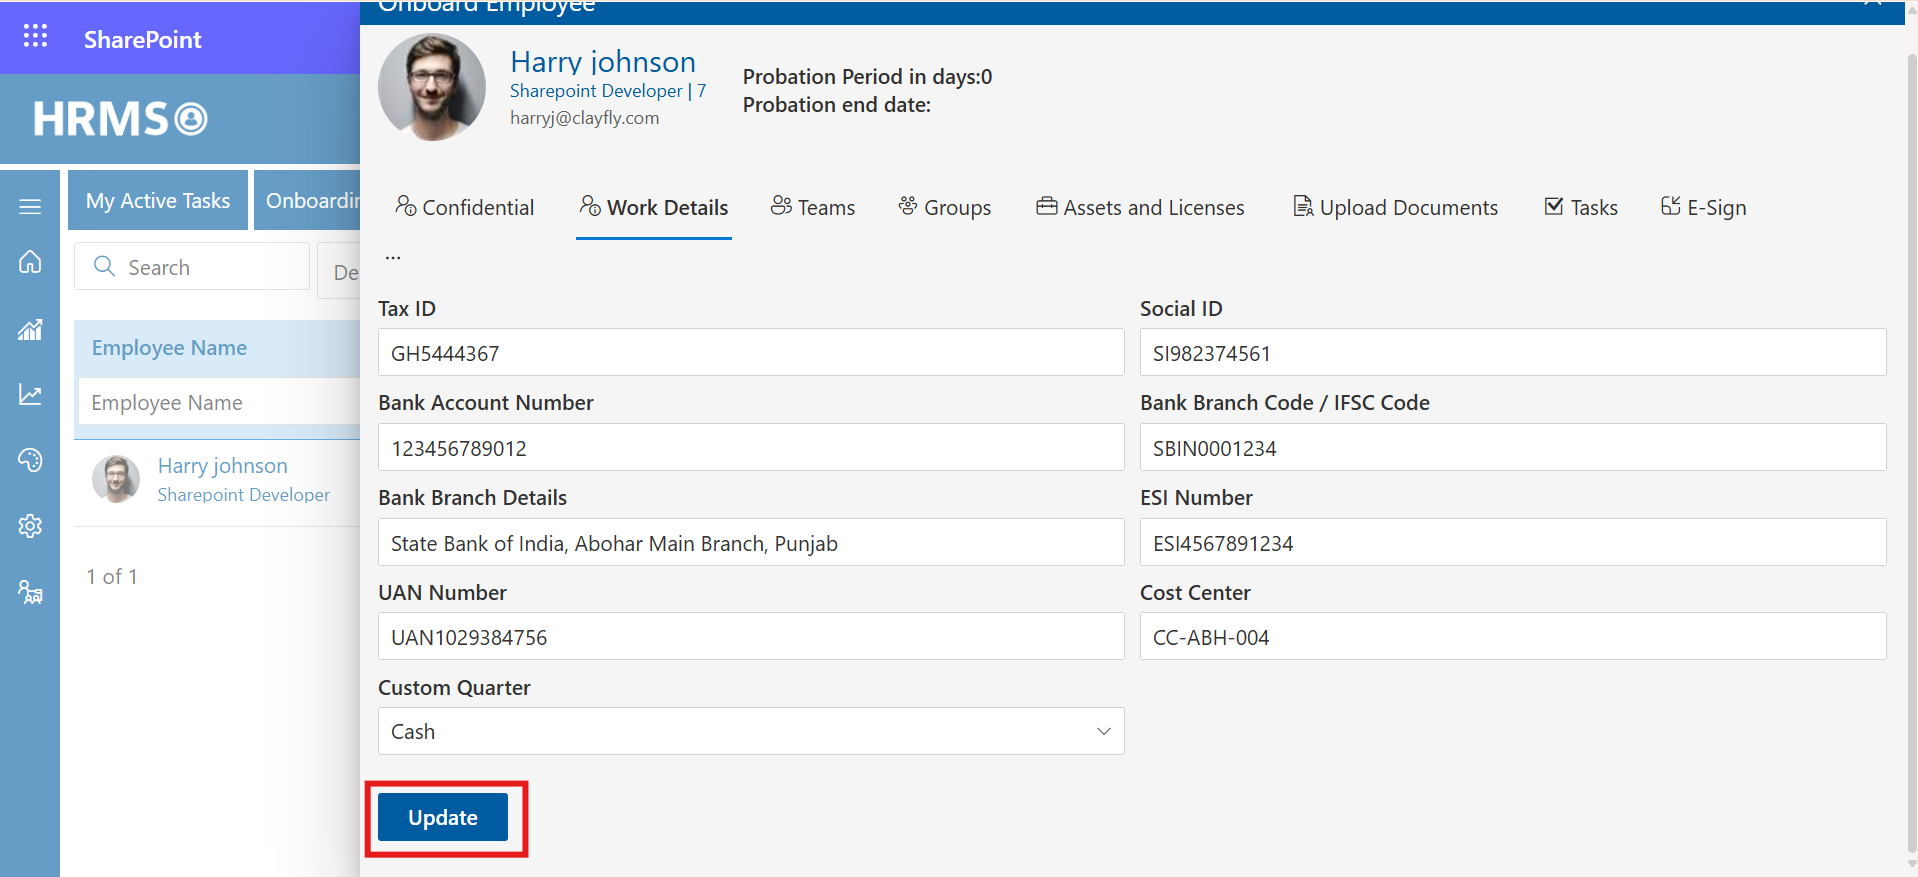 SharePoint
HRMS
My Active Tasks
Onboardin
Search
De
Employee Name
Employee Name
Harry johnson
Sharepoint Developer
1 of 1
Onboard Employee
Harry johnson
Sharepoint Developer | 7
harryj@clayfly.com
Probation Period in days:0
Probation end date:
Confidential
Work Details
Teams
Groups
Assets and Licenses
Upload Documents
Tasks
E-Sign
...
Tax ID
GH5444367
Social ID
SI982374561
Bank Account Number
123456789012
Bank Branch Code / IFSC Code
SBIN0001234
Bank Branch Details
State Bank of India, Abohar Main Branch, Punjab
ESI Number
ESI4567891234
UAN Number
UAN1029384756
Cost Center
CC-ABH-004
Custom Quarter
Cash
Update